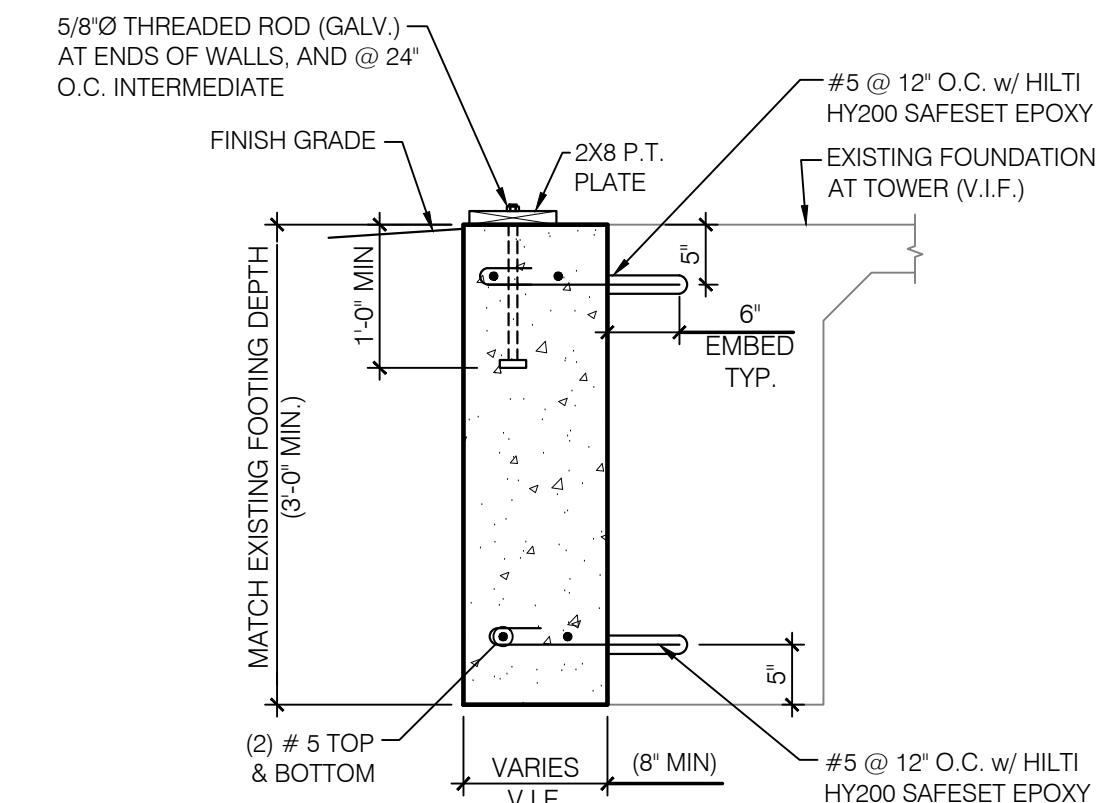 5/8"Ø THREADED ROD (GALV.)
AT ENDS OF WALLS, AND @ 24"
O.C. INTERMEDIATE
FINISH GRADE
2X8 P.T.
PLATE
#5 @ 12" O.C. w/ HILTI
HY200 SAFESET EPOXY
EXISTING FOUNDATION
AT TOWER (V.I.F.)
5"
1'-0" MIN
6"
EMBED
TYP.
MATCH EXISTING FOOTING DEPTH
(3'-0" MIN.)
5"
(2) # 5 TOP
& BOTTOM
VARIES
V.I.F.
(8" MIN)
#5 @ 12" O.C. w/ HILTI
HY200 SAFESET EPOXY